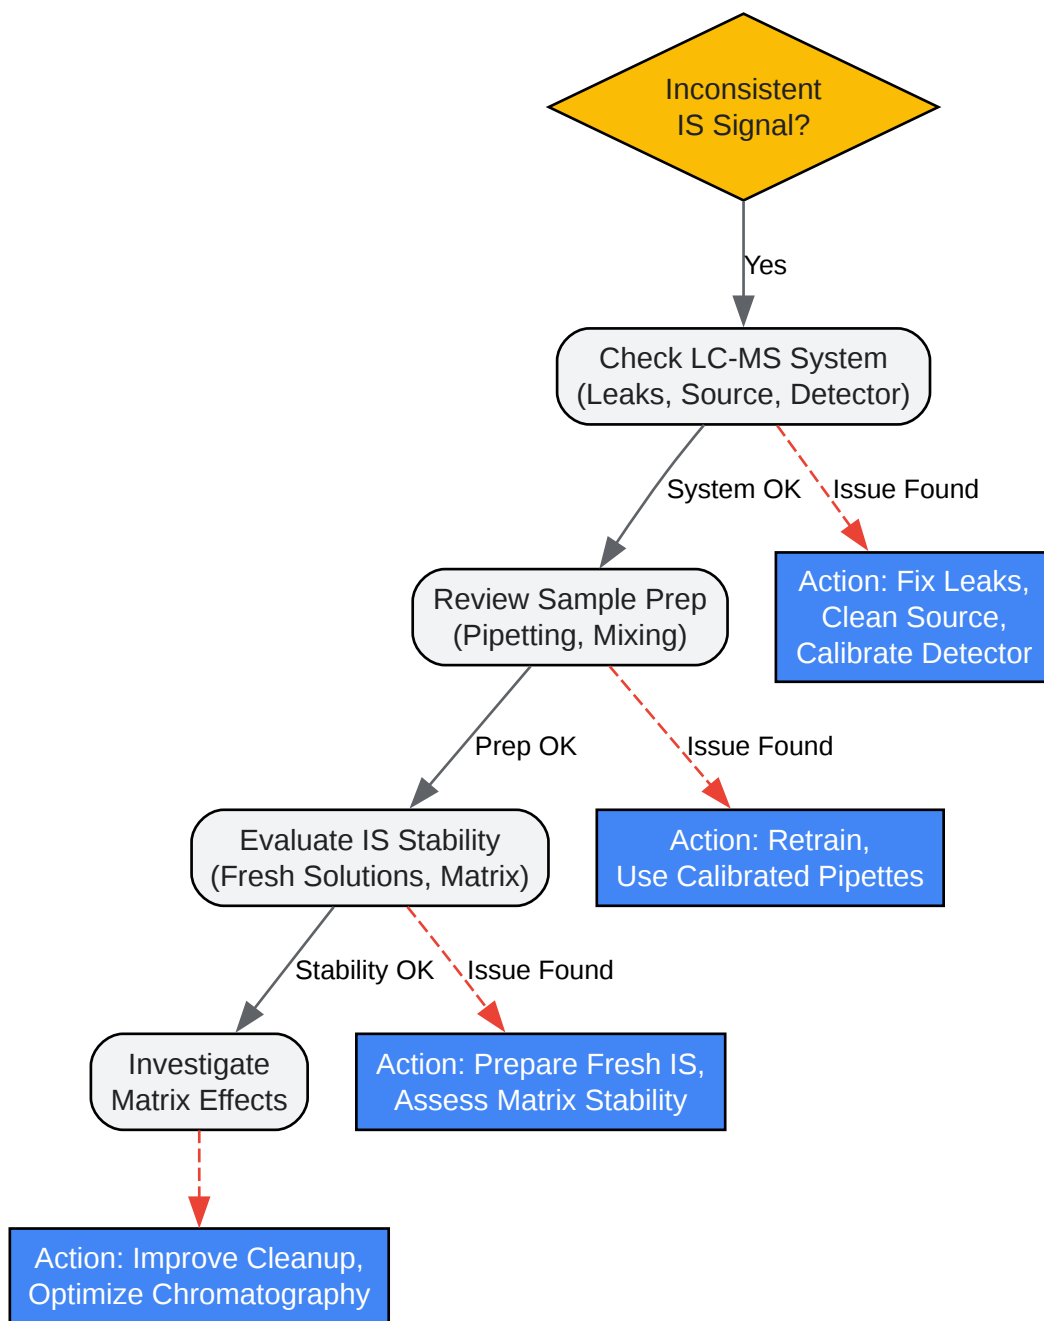 Inconsistent
IS Signal?
Yes
Check LC-MS System
(Leaks, Source, Detector)
System OK
Issue Found
Action: Fix Leaks,
Clean Source,
Calibrate Detector
Review Sample Prep
(Pipetting, Mixing)
Prep OK
Issue Found
Action: Retrain,
Use Calibrated Pipettes
Evaluate IS Stability
(Fresh Solutions, Matrix)
Stability OK
Issue Found
Action: Prepare Fresh IS,
Assess Matrix Stability
Investigate
Matrix Effects
Action: Improve Cleanup,
Optimize Chromatography